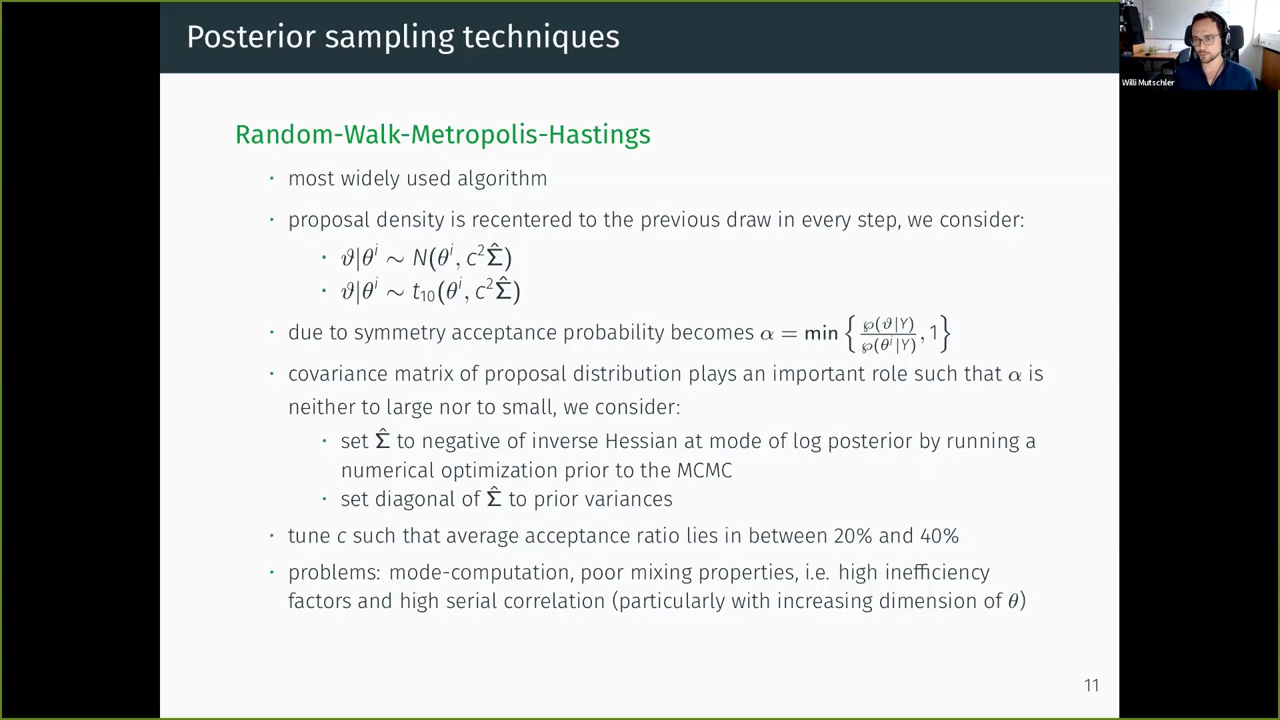 Posterior sampling techniques
Willi Mutschler
Random-Walk-Metropolis-Hastings
· most widely used algorithm
· proposal density is recentered to the previous draw in every step, we consider:
· ϑ|θⁱ ∼ N(θⁱ, c²Σ̂)
· ϑ|θⁱ ∼ t₁₀(θⁱ, c²Σ̂)
· due to symmetry acceptance probability becomes α = min {℘(ϑ|Y)/℘(θⁱ|Y), 1}
· covariance matrix of proposal distribution plays an important role such that α is
neither to large nor to small, we consider:
· set Σ̂ to negative of inverse Hessian at mode of log posterior by running a
numerical optimization prior to the MCMC
· set diagonal of Σ̂ to prior variances
· tune c such that average acceptance ratio lies in between 20% and 40%
· problems: mode-computation, poor mixing properties, i.e. high inefficiency
factors and high serial correlation (particularly with increasing dimension of θ)
11